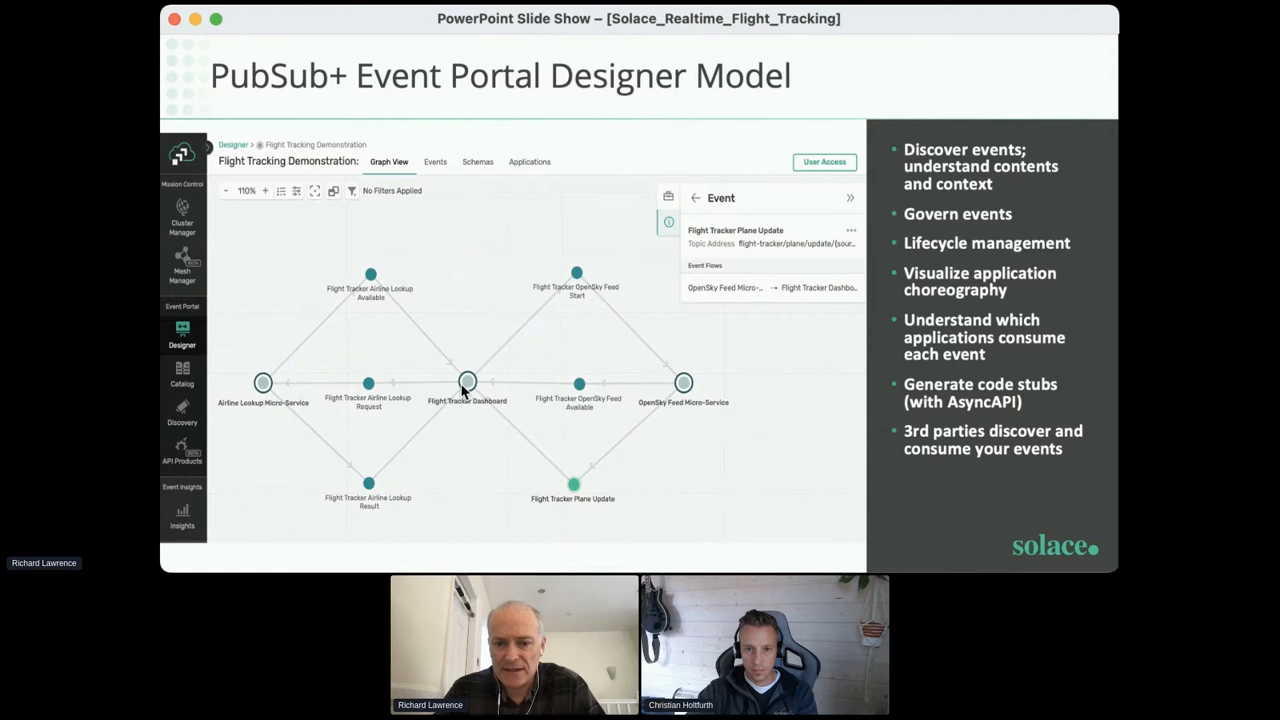 PowerPoint Slide Show – [Solace_Realtime_Flight_Tracking]
PubSub+ Event Portal Designer Model
Designer / Flight Tracking Demonstration
Flight Tracking Demonstration:
Graph View
Events
Schemas
Applications
User Access
Mission Control
Cluster
Manager
BETA
Mesh
Manager
Event Portal
Designer
Catalog
Discovery
BETA
API Products
Event Insights
Insights
- 110% +
No Filters Applied
Event
Flight Tracker Plane Update
Topic Address flight-tracker/plane/update/{sour...
Event Flows
OpenSky Feed Micro-... → Flight Tracker Dashbo...
Flight Tracker Airline Lookup
Available
Flight Tracker OpenSky Feed
Start
Airline Lookup Micro-Service
Flight Tracker Airline Lookup
Request
Flight Tracker Dashboard
Flight Tracker OpenSky Feed
Available
OpenSky Feed Micro-Service
Flight Tracker Airline Lookup
Result
Flight Tracker Plane Update
• Discover events;
understand contents
and context
• Govern events
• Lifecycle management
• Visualize application
choreography
• Understand which
applications consume
each event
• Generate code stubs
(with AsyncAPI)
• 3rd parties discover and
consume your events
solace.
Richard Lawrence
Richard Lawrence
Christian Holtfurth